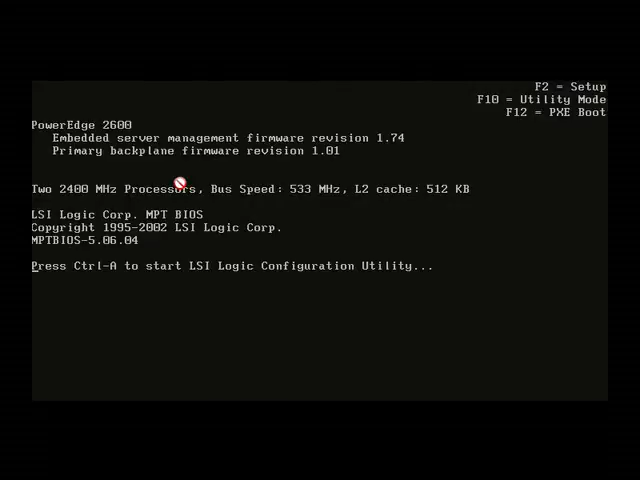 F2 = Setup
F10 = Utility Mode
F12 = PXE Boot
PowerEdge 2600
Embedded server management firmware revision 1.74
Primary backplane firmware revision 1.01
Two 2400 MHz Processors, Bus Speed: 533 MHz, L2 cache: 512 KB
LSI Logic Corp. MPT BIOS
Copyright 1995-2002 LSI Logic Corp.
MPTBIOS-5.06.04
Press Ctrl-A to start LSI Logic Configuration Utility...